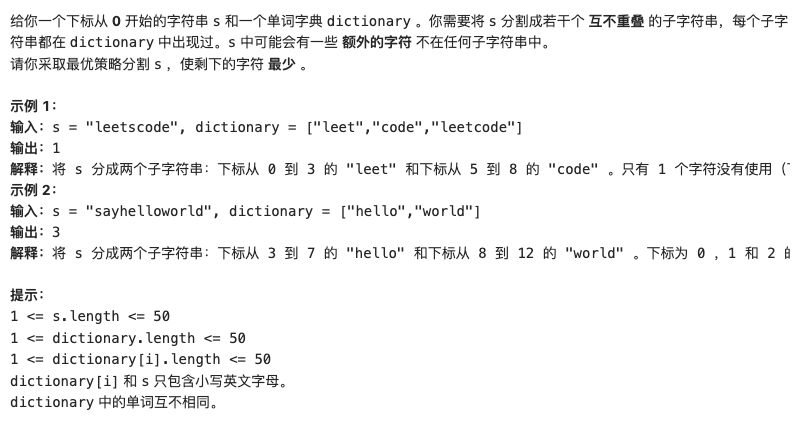 给你一个下标从 0 开始的字符串 s 和一个单词字典 dictionary 。你需要将 s 分割成若干个 互不重叠 的子字符串，每个子字
符串都在 dictionary 中出现过。s 中可能会有一些 额外的字符 不在任何子字符串中。
请你采取最优策略分割 s ，使剩下的字符 最少 。
示例 1：
输入：s = "leetscode", dictionary = ["leet","code","leetcode"]
输出：1
解释：将 s 分成两个子字符串：下标从 0 到 3 的 "leet" 和下标从 5 到 8 的 "code" 。只有 1 个字符没有使用（
示例 2：
输入：s = "sayhelloworld", dictionary = ["hello","world"]
输出：3
解释：将 s 分成两个子字符串：下标从 3 到 7 的 "hello" 和下标从 8 到 12 的 "world" 。下标为 0 ，1 和 2
提示：
1 <= s.length <= 50
1 <= dictionary.length <= 50
1 <= dictionary[i].length <= 50
dictionary[i] 和 s 只包含小写英文字母。
dictionary 中的单词互不相同。